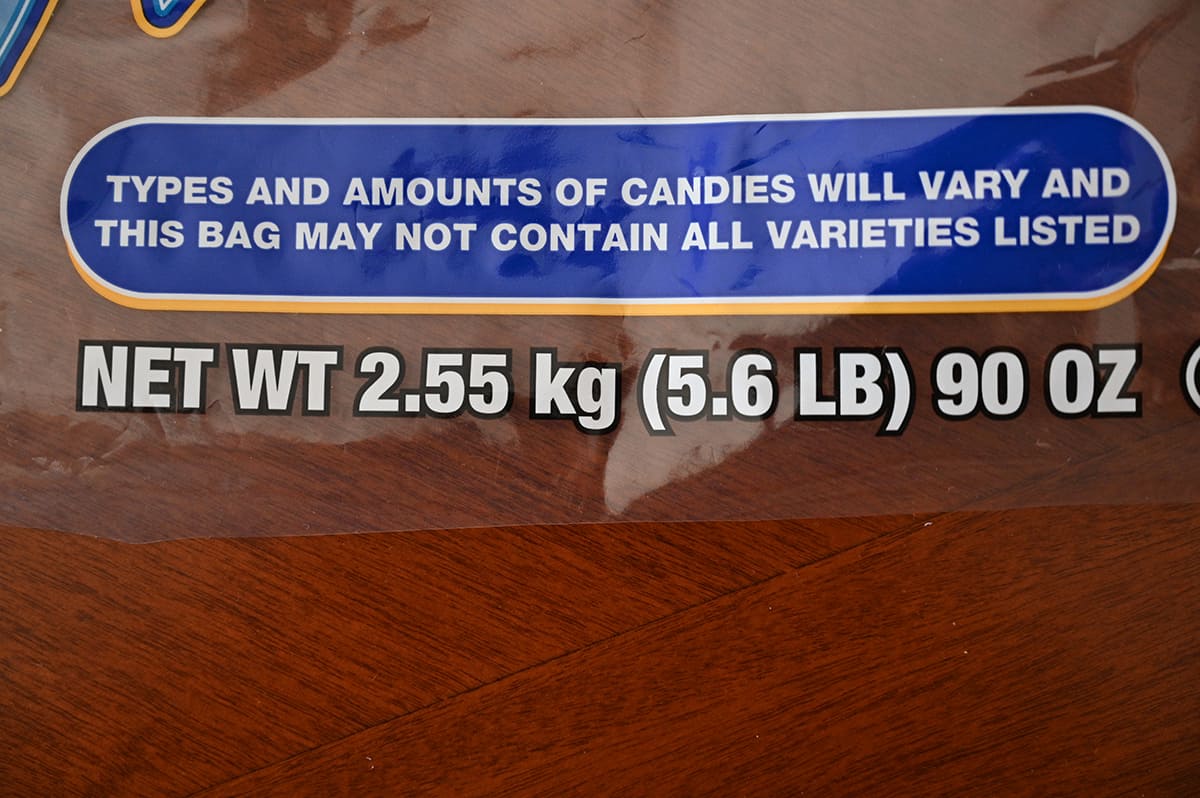 TYPES AND AMOUNTS OF CANDIES WILL VARY AND
THIS BAG MAY NOT CONTAIN ALL VARIETIES LISTED
NET WT 2.55 kg (5.6 LB) 90 OZ